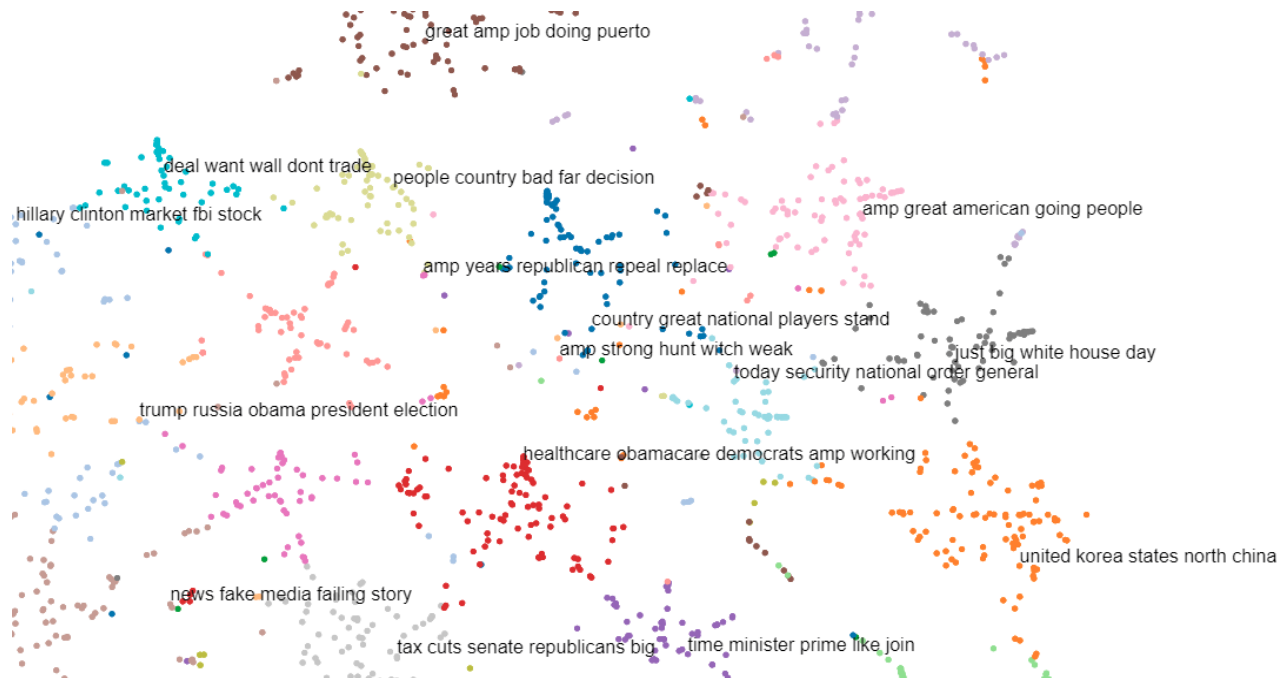 great amp job doing puerto
deal want wall dont trade
people country bad far decision
hillary clinton market fbi stock
amp great american going people
amp years republican repeal replace
country great national players stand
amp strong hunt witch weak
just big white house day
today security national order general
trump russia obama president election
healthcare obamacare democrats amp working
united korea states north china
news fake media failing story
tax cuts senate republicans big
time minister prime like join